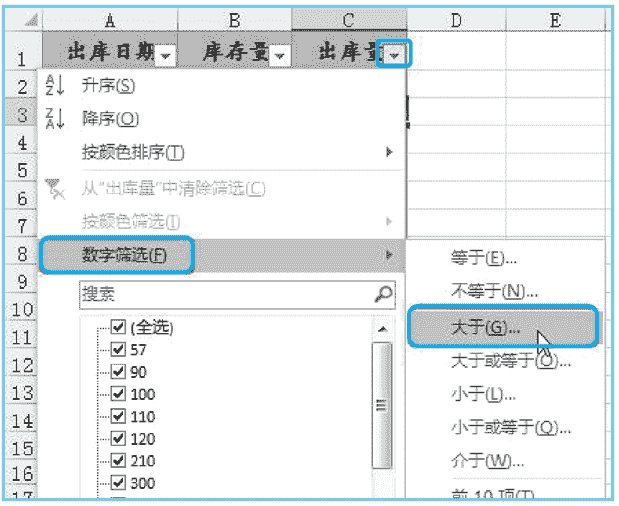 A B C D E
1 出库日期 库存量 出库量
2 升序(S)
3 降序(O)
4 按颜色排序(T)
5
6 从"出库量"中清除筛选(C)
7 按颜色筛选(I)
8 数字筛选(F) 等于(E)...
9 搜索 不等于(N)...
10
11 (全选) 大于(G)...
57
12 90 大于或等于(O)...
13 100 小于(L)...
14 110 小于或等于(Q)...
120
15 210 介于(W)...
16 300
17 前 10 项(T)